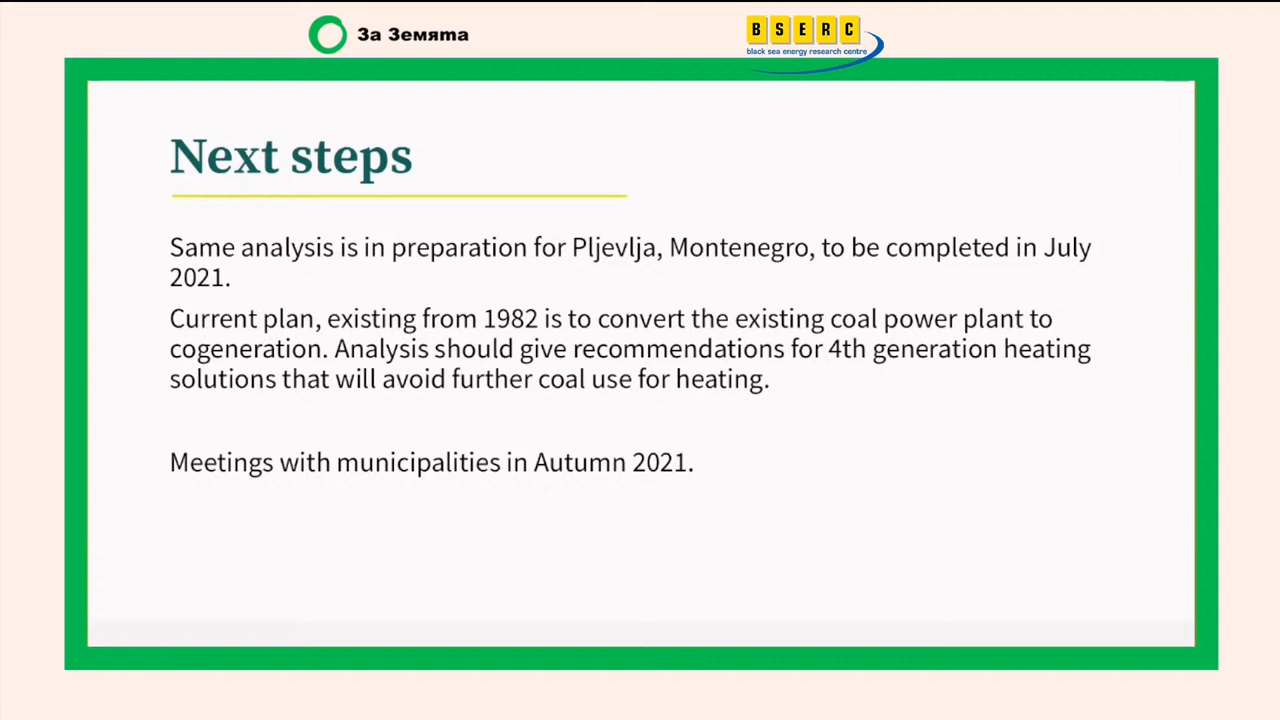 За Земята
BSERC
black sea energy research centre
Next steps
Same analysis is in preparation for Pljevlja, Montenegro, to be completed in July
2021.
Current plan, existing from 1982 is to convert the existing coal power plant to
cogeneration. Analysis should give recommendations for 4th generation heating
solutions that will avoid further coal use for heating.
Meetings with municipalities in Autumn 2021.